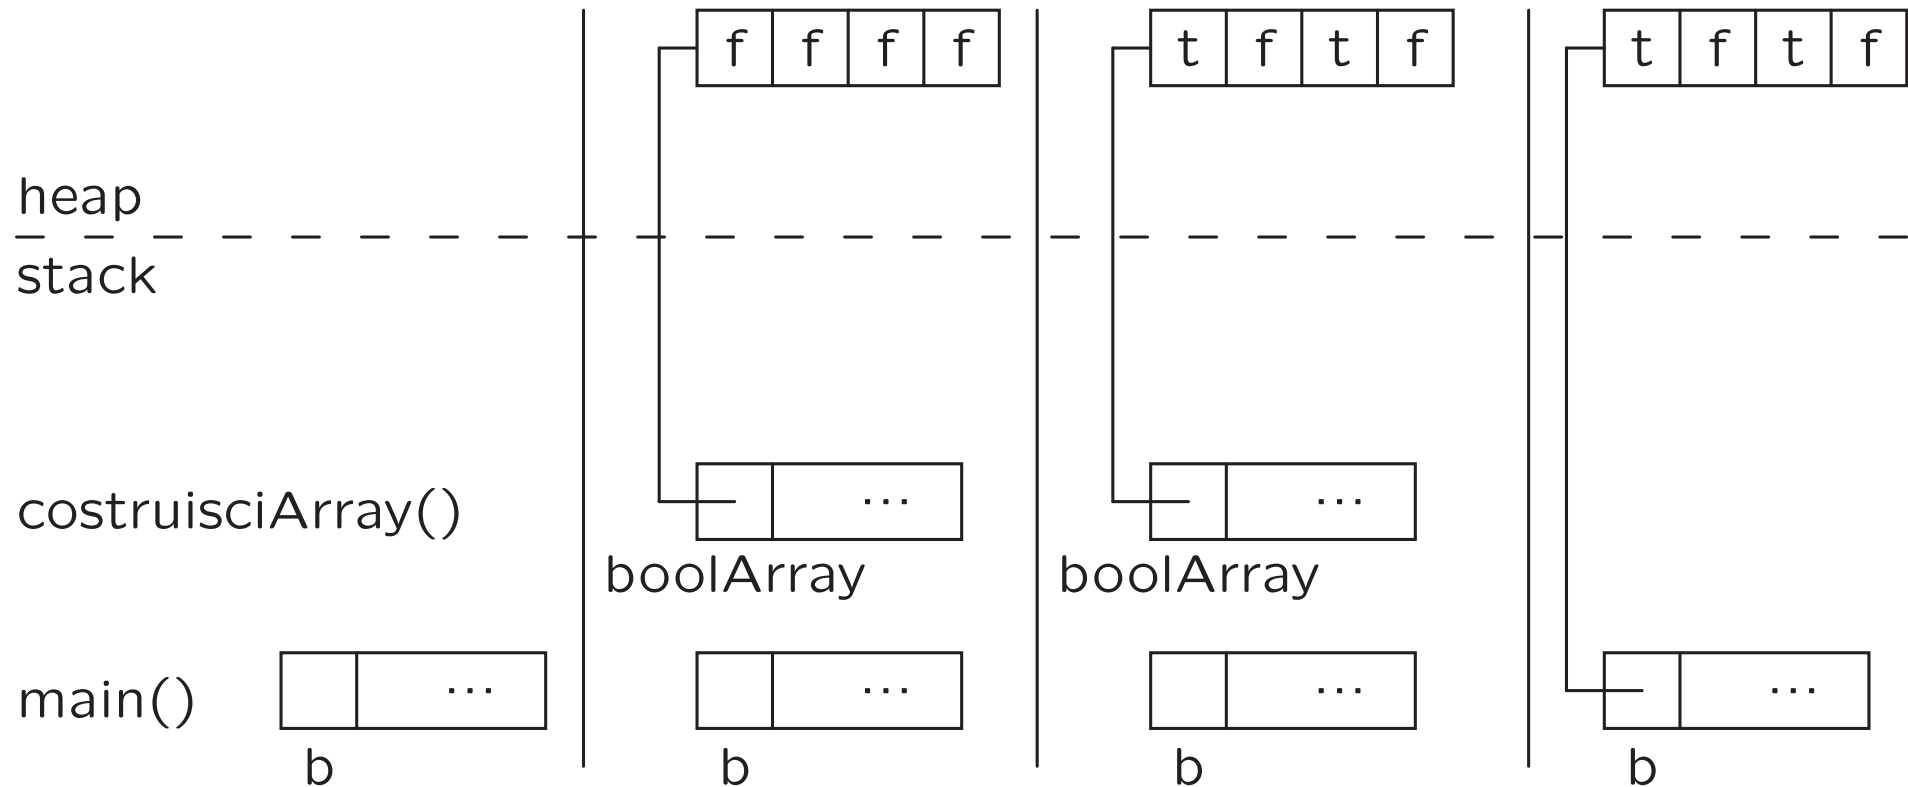 f f f f t f t f t f t f
heap
stack
costruisciArray() ... ...
boolArray boolArray
main() ... ... ... ...
b b b b